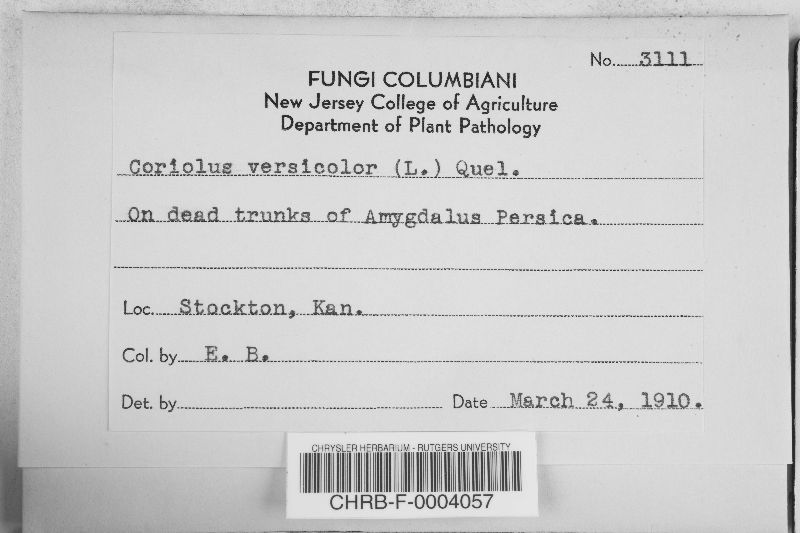 No. 3111
FUNGI COLUMBIANI
New Jersey College of Agriculture
Department of Plant Pathology
Coriolus versicolor (L.) Quel.
On dead trunks of Amygdalus Persica.
Loc. Stockton, Kan.
Col. by E. B.
Det. by Date March 24, 1910.
CHRYSLER HERBARIUM - RUTGERS UNIVERSITY
CHRB-F-0004057